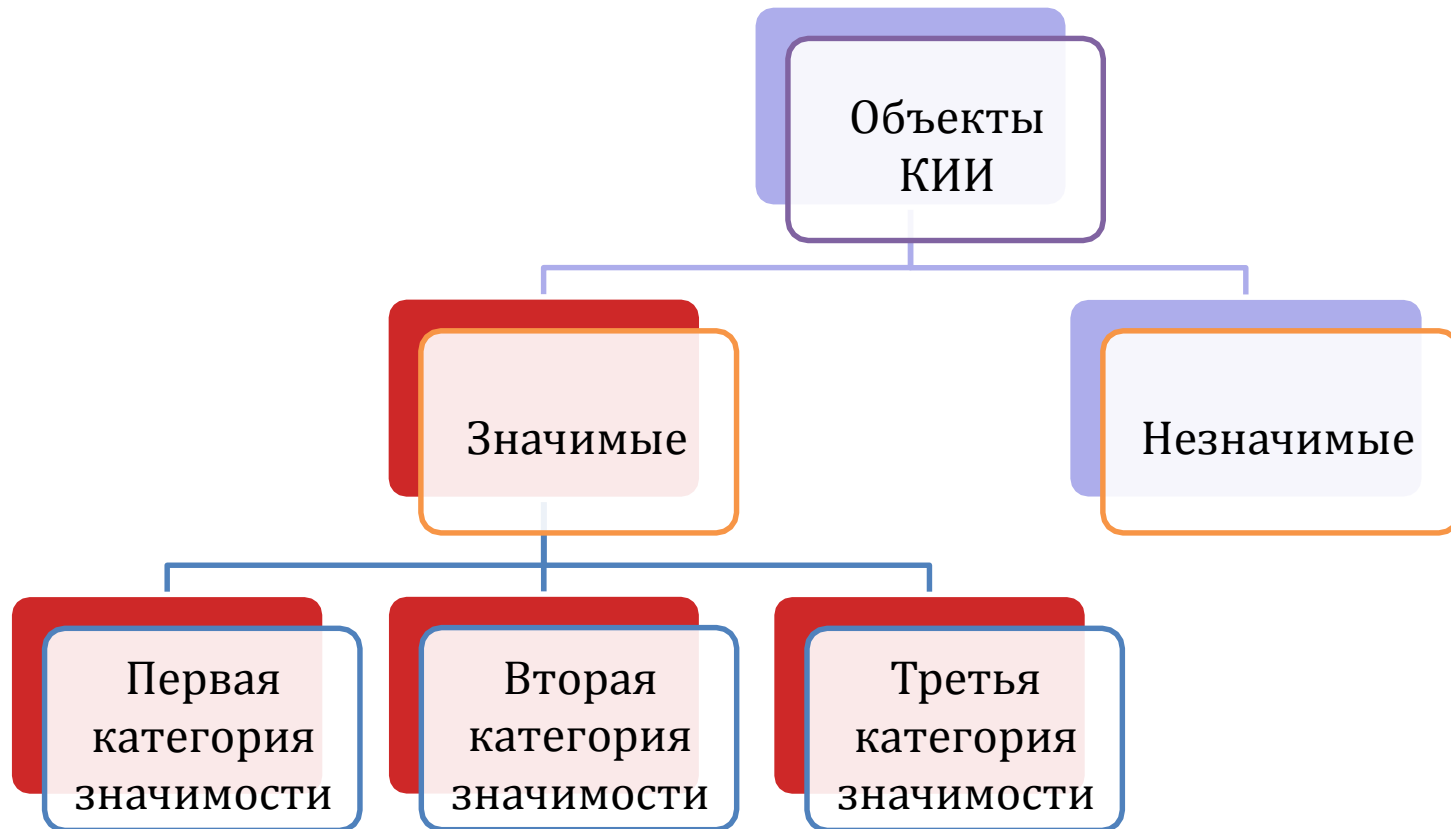 Объекты
КИИ
Значимые
Незначимые
Первая
категория
значимости
Вторая
категория
значимости
Третья
категория
значимости